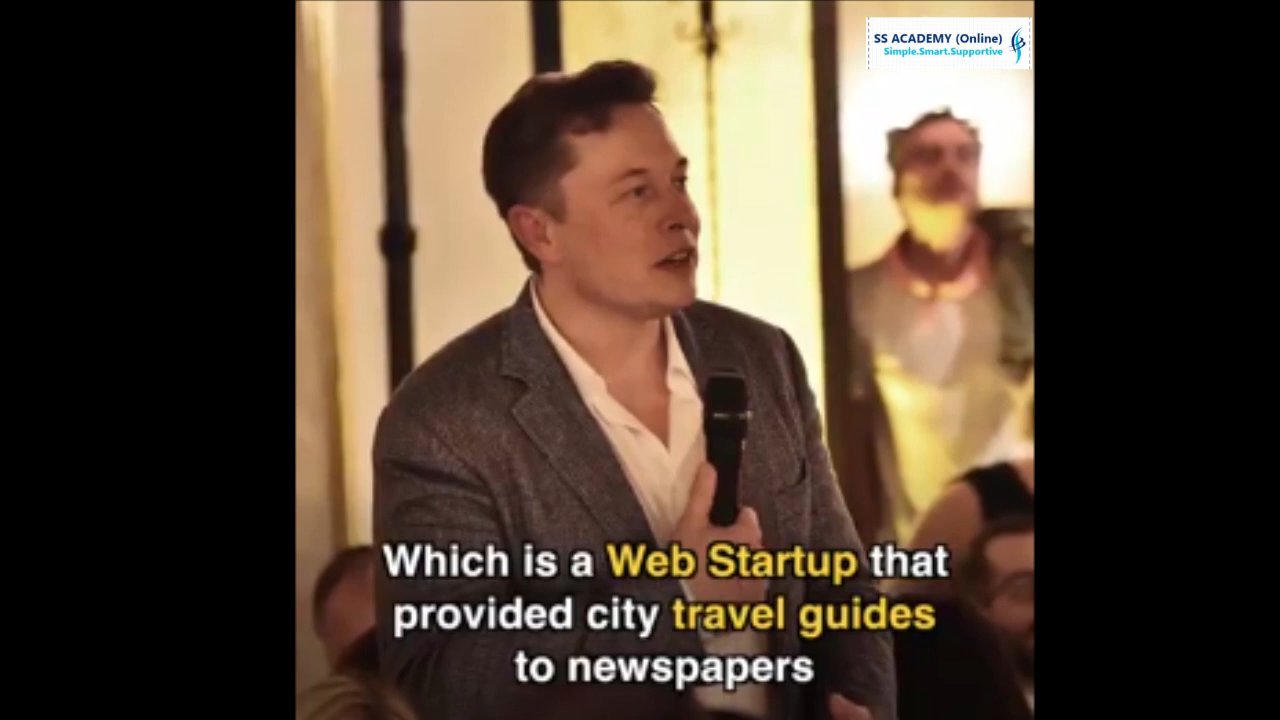 SS ACADEMY (Online)
Simple.Smart.Supportive
Which is a Web Startup that
provided city travel guides
to newspapers